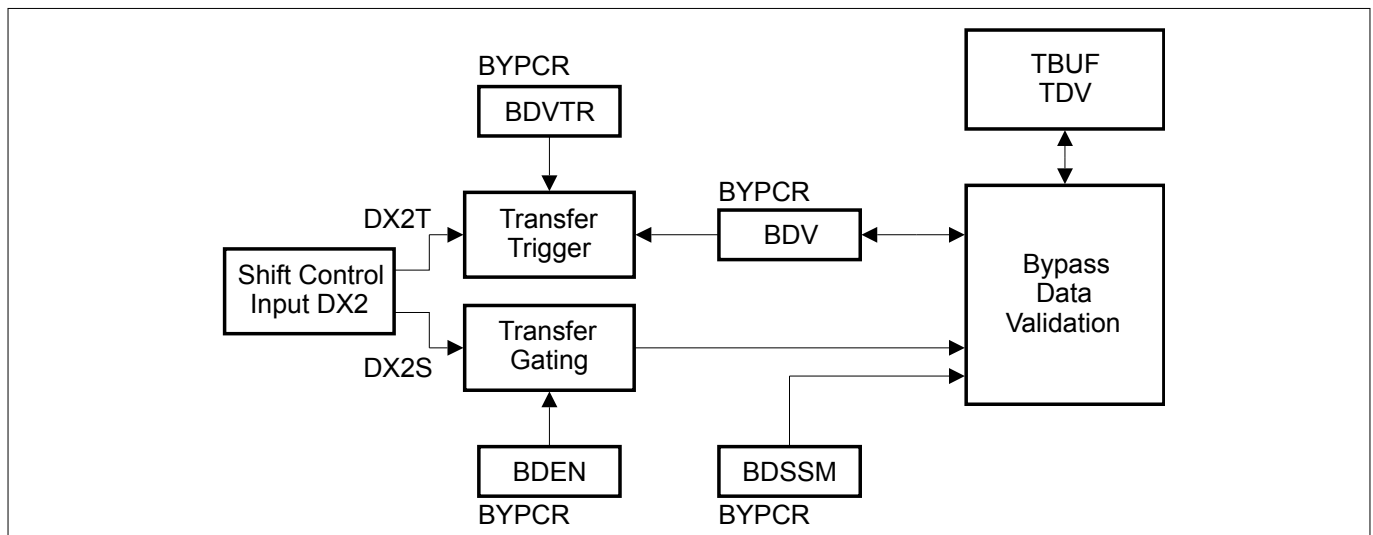 BYPCR
BDVTR
TBUF
TDV
DX2T
Transfer
Trigger
BYPCR
BDV
Shift Control
Input DX2
Bypass
Data
Validation
DX2S
Transfer
Gating
BDEN
BYPCR
BDSSM
BYPCR